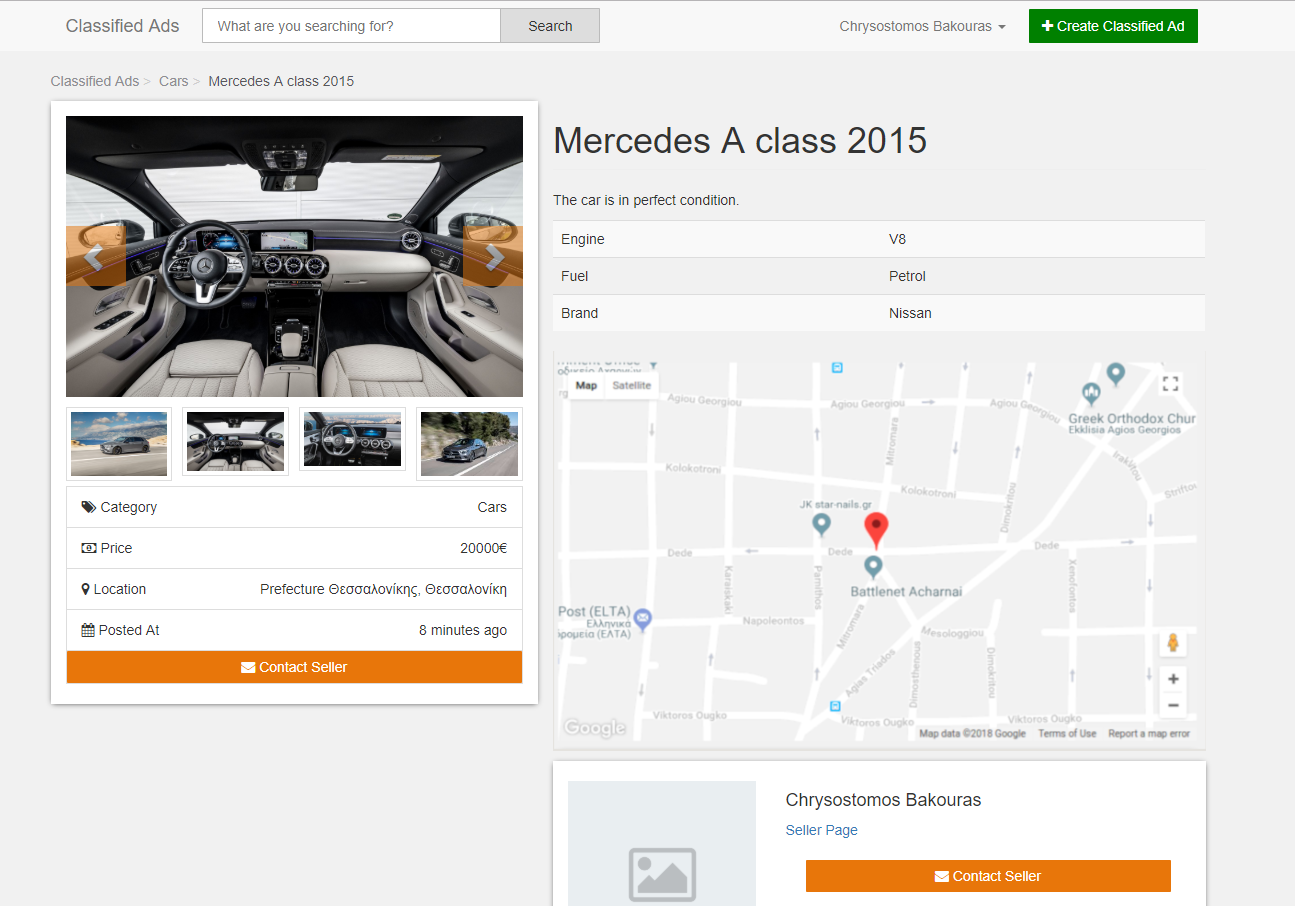 Classified Ads
What are you searching for?
Search
Chrysostomos Bakouras
Create Classified Ad
Classified Ads > Cars > Mercedes A class 2015
Category Cars
Price 20000€
Location Prefecture Θεσσαλονίκης, Θεσσαλονίκη
Posted At 8 minutes ago
Contact Seller
Mercedes A class 2015
The car is in perfect condition.
Engine V8
Fuel Petrol
Brand Nissan
Map Satellite
Agiou Georgiou
Agiou Georgiou
Agiou Georgiou
Greek Orthodox Chur
Ekklisia Agios Georgios
Mitromara
Irakliou
Kolokotroni
Kolokotroni
Striftou
Dimokritou
JK star-nails.gr
Dede
Dede
Dede
Karaiskaki
Pamithos
Battlenet Acharnai
Xenofontos
Post (ELTA)
Ελληνικά
ρομεία (ΕΛΤΑ)
Napoleontos
Mitromara
Mesologgiou
Agias Triados
Dimosthenous
Dimokritou
Viktoros Ougko
Viktoros Ougko
Viktoros Ougko
Google
Map data ©2018 Google Terms of Use Report a map error
Chrysostomos Bakouras
Seller Page
Contact Seller